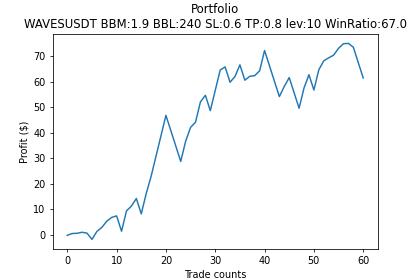 Portfolio
WAVESUSDT BBM:1.9 BBL:240 SL:0.6 TP:0.8 lev:10 WinRatio:67.0
Profit ($)
70
60
50
40
30
20
10
0
0 10 20 30 40 50 60
Trade counts